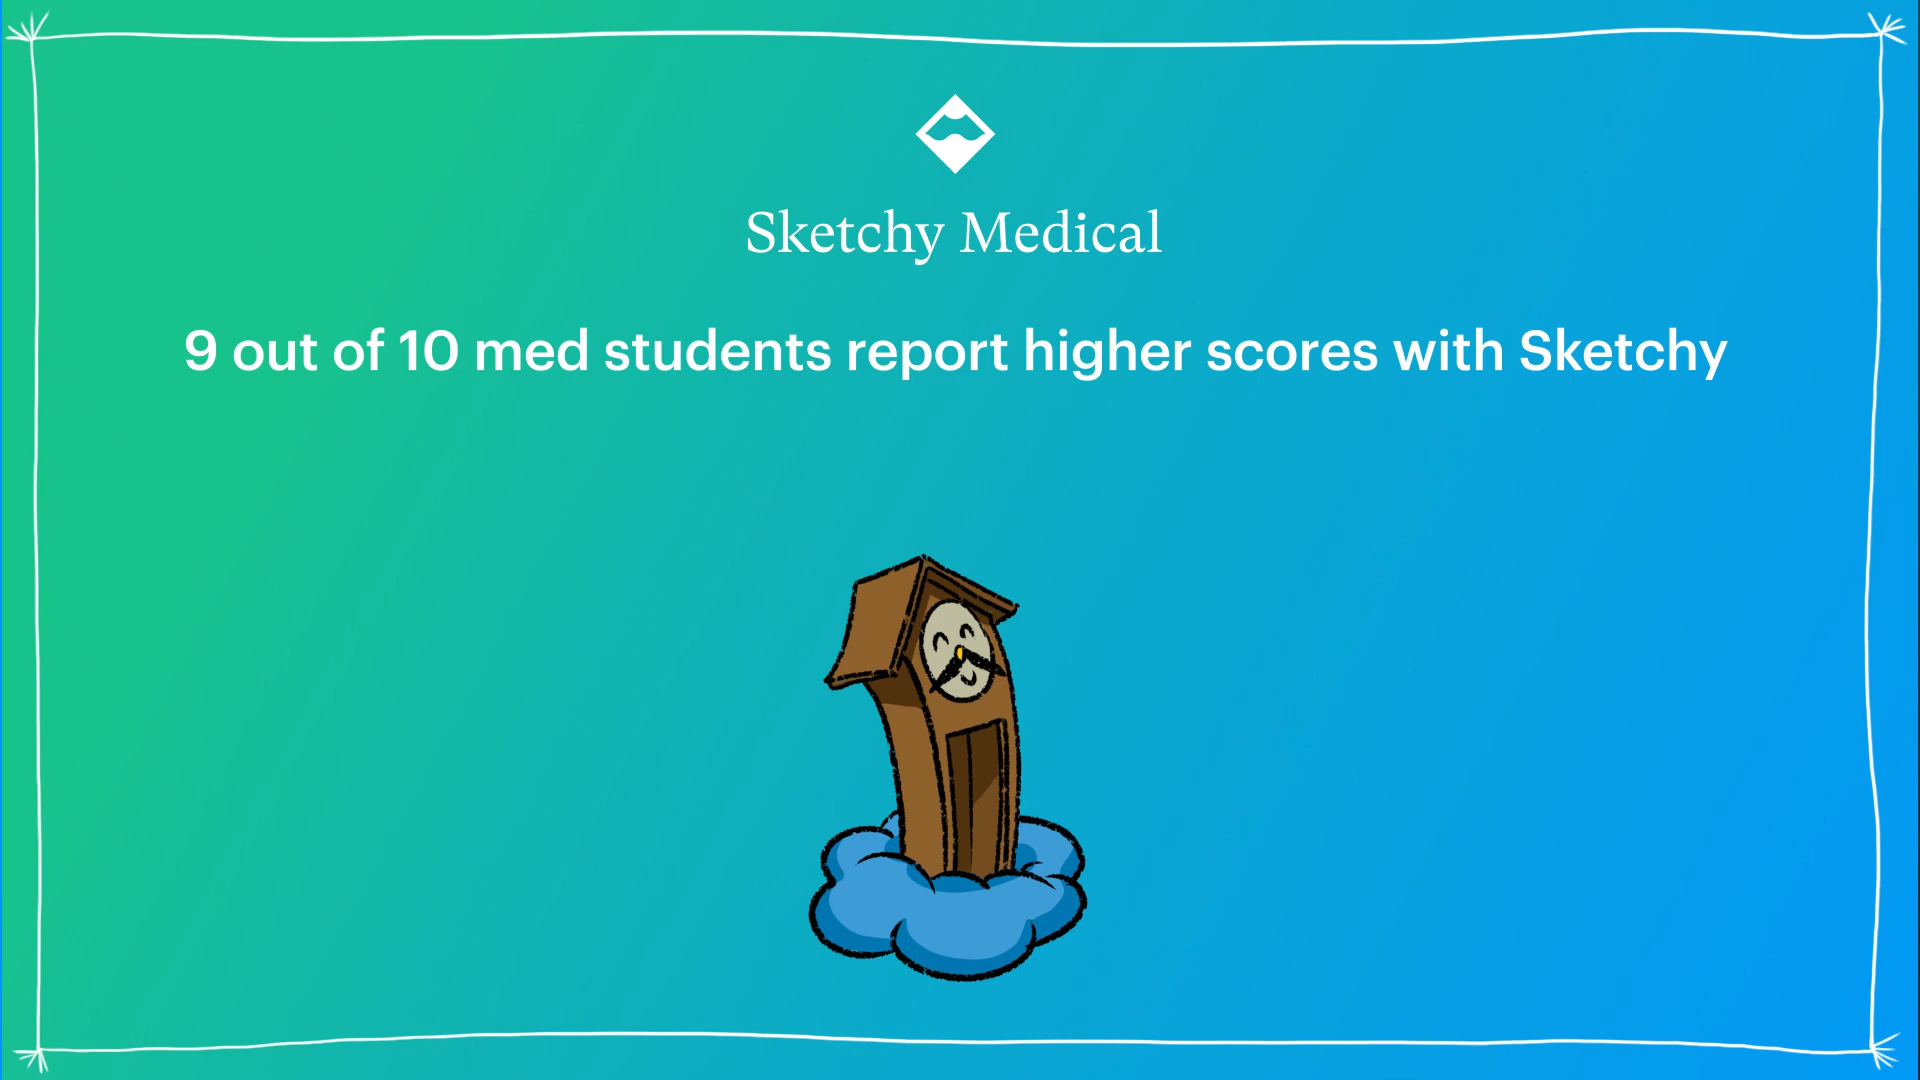 Sketchy Medical
9 out of 10 med students report higher scores with Sketchy